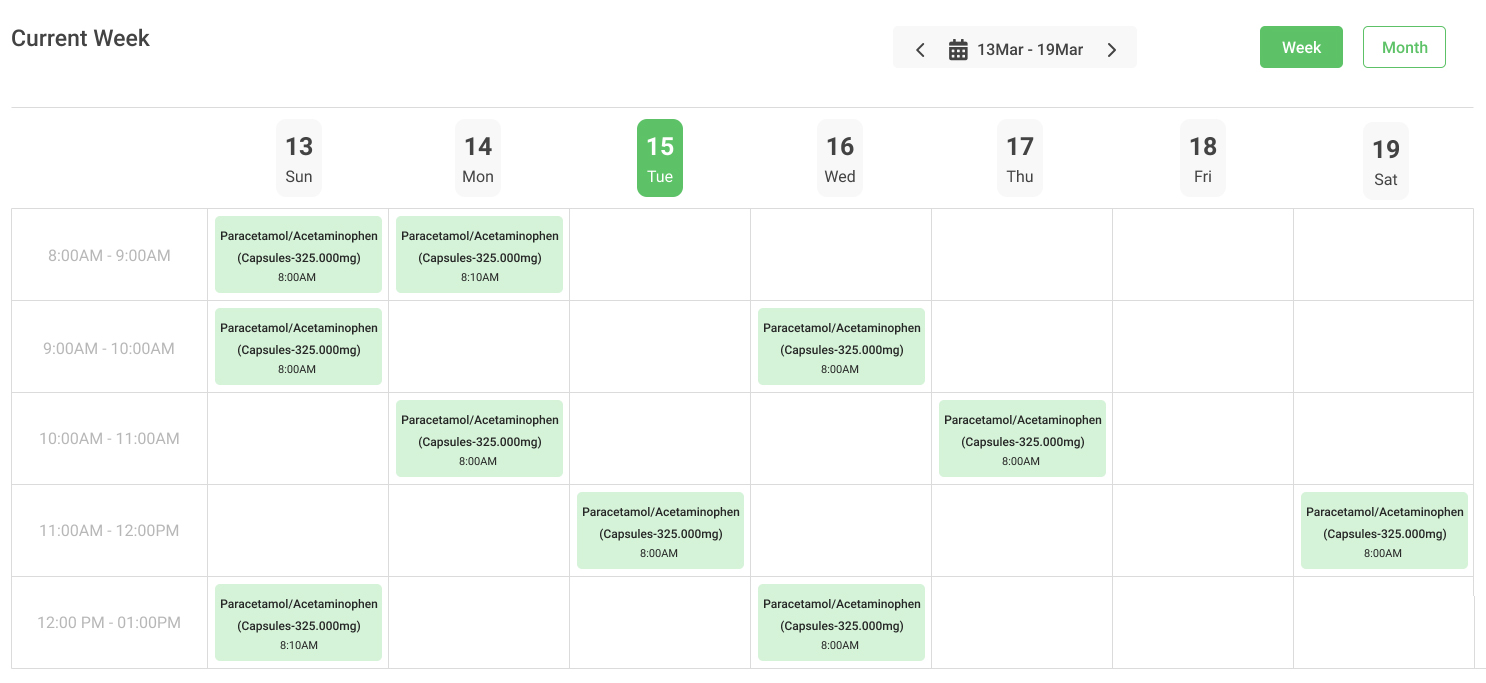 Current Week
13Mar - 19Mar
Week
Month
13
Sun
14
Mon
15
Tue
16
Wed
17
Thu
18
Fri
19
Sat
8:00AM - 9:00AM
Paracetamol/Acetaminophen
(Capsules-325.000mg)
8:00AM
Paracetamol/Acetaminophen
(Capsules-325.000mg)
8:10AM
9:00AM - 10:00AM
Paracetamol/Acetaminophen
(Capsules-325.000mg)
8:00AM
Paracetamol/Acetaminophen
(Capsules-325.000mg)
8:00AM
10:00AM - 11:00AM
Paracetamol/Acetaminophen
(Capsules-325.000mg)
8:00AM
Paracetamol/Acetaminophen
(Capsules-325.000mg)
8:00AM
11:00AM - 12:00PM
Paracetamol/Acetaminophen
(Capsules-325.000mg)
8:00AM
Paracetamol/Acetaminophen
(Capsules-325.000mg)
8:00AM
12:00 PM - 01:00PM
Paracetamol/Acetaminophen
(Capsules-325.000mg)
8:10AM
Paracetamol/Acetaminophen
(Capsules-325.000mg)
8:00AM